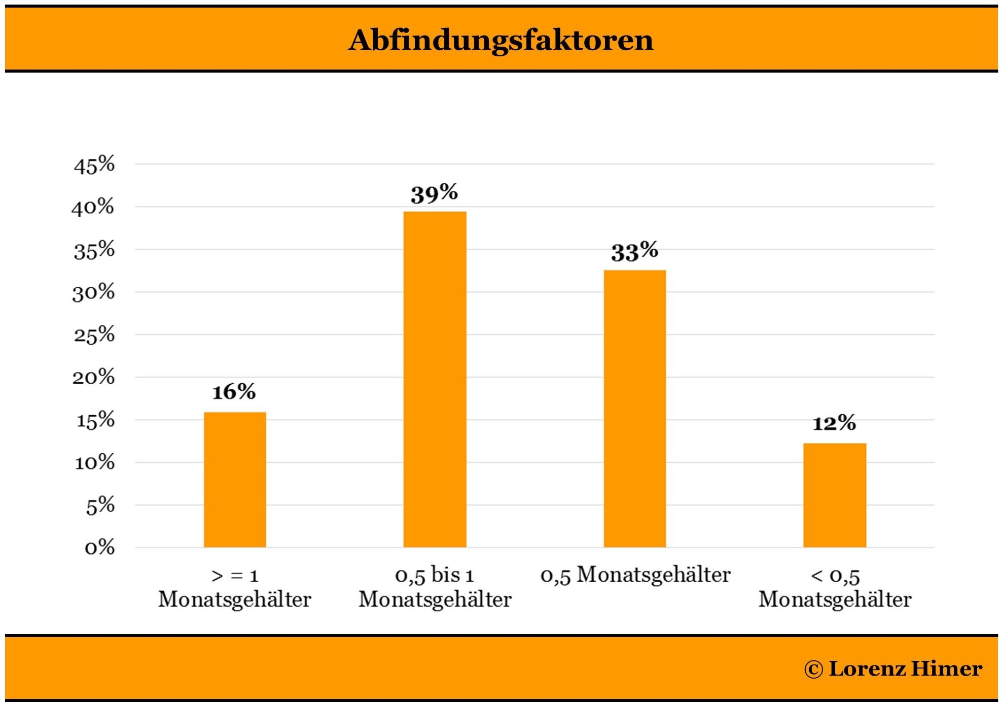 Abfindungsfaktoren
45%
40%
35%
30%
25%
20%
15%
10%
5%
0%
16%
39%
33%
12%
> = 1
Monatsgehälter
0,5 bis 1
Monatsgehälter
0,5 Monatsgehälter
< 0,5
Monatsgehälter
© Lorenz Himer